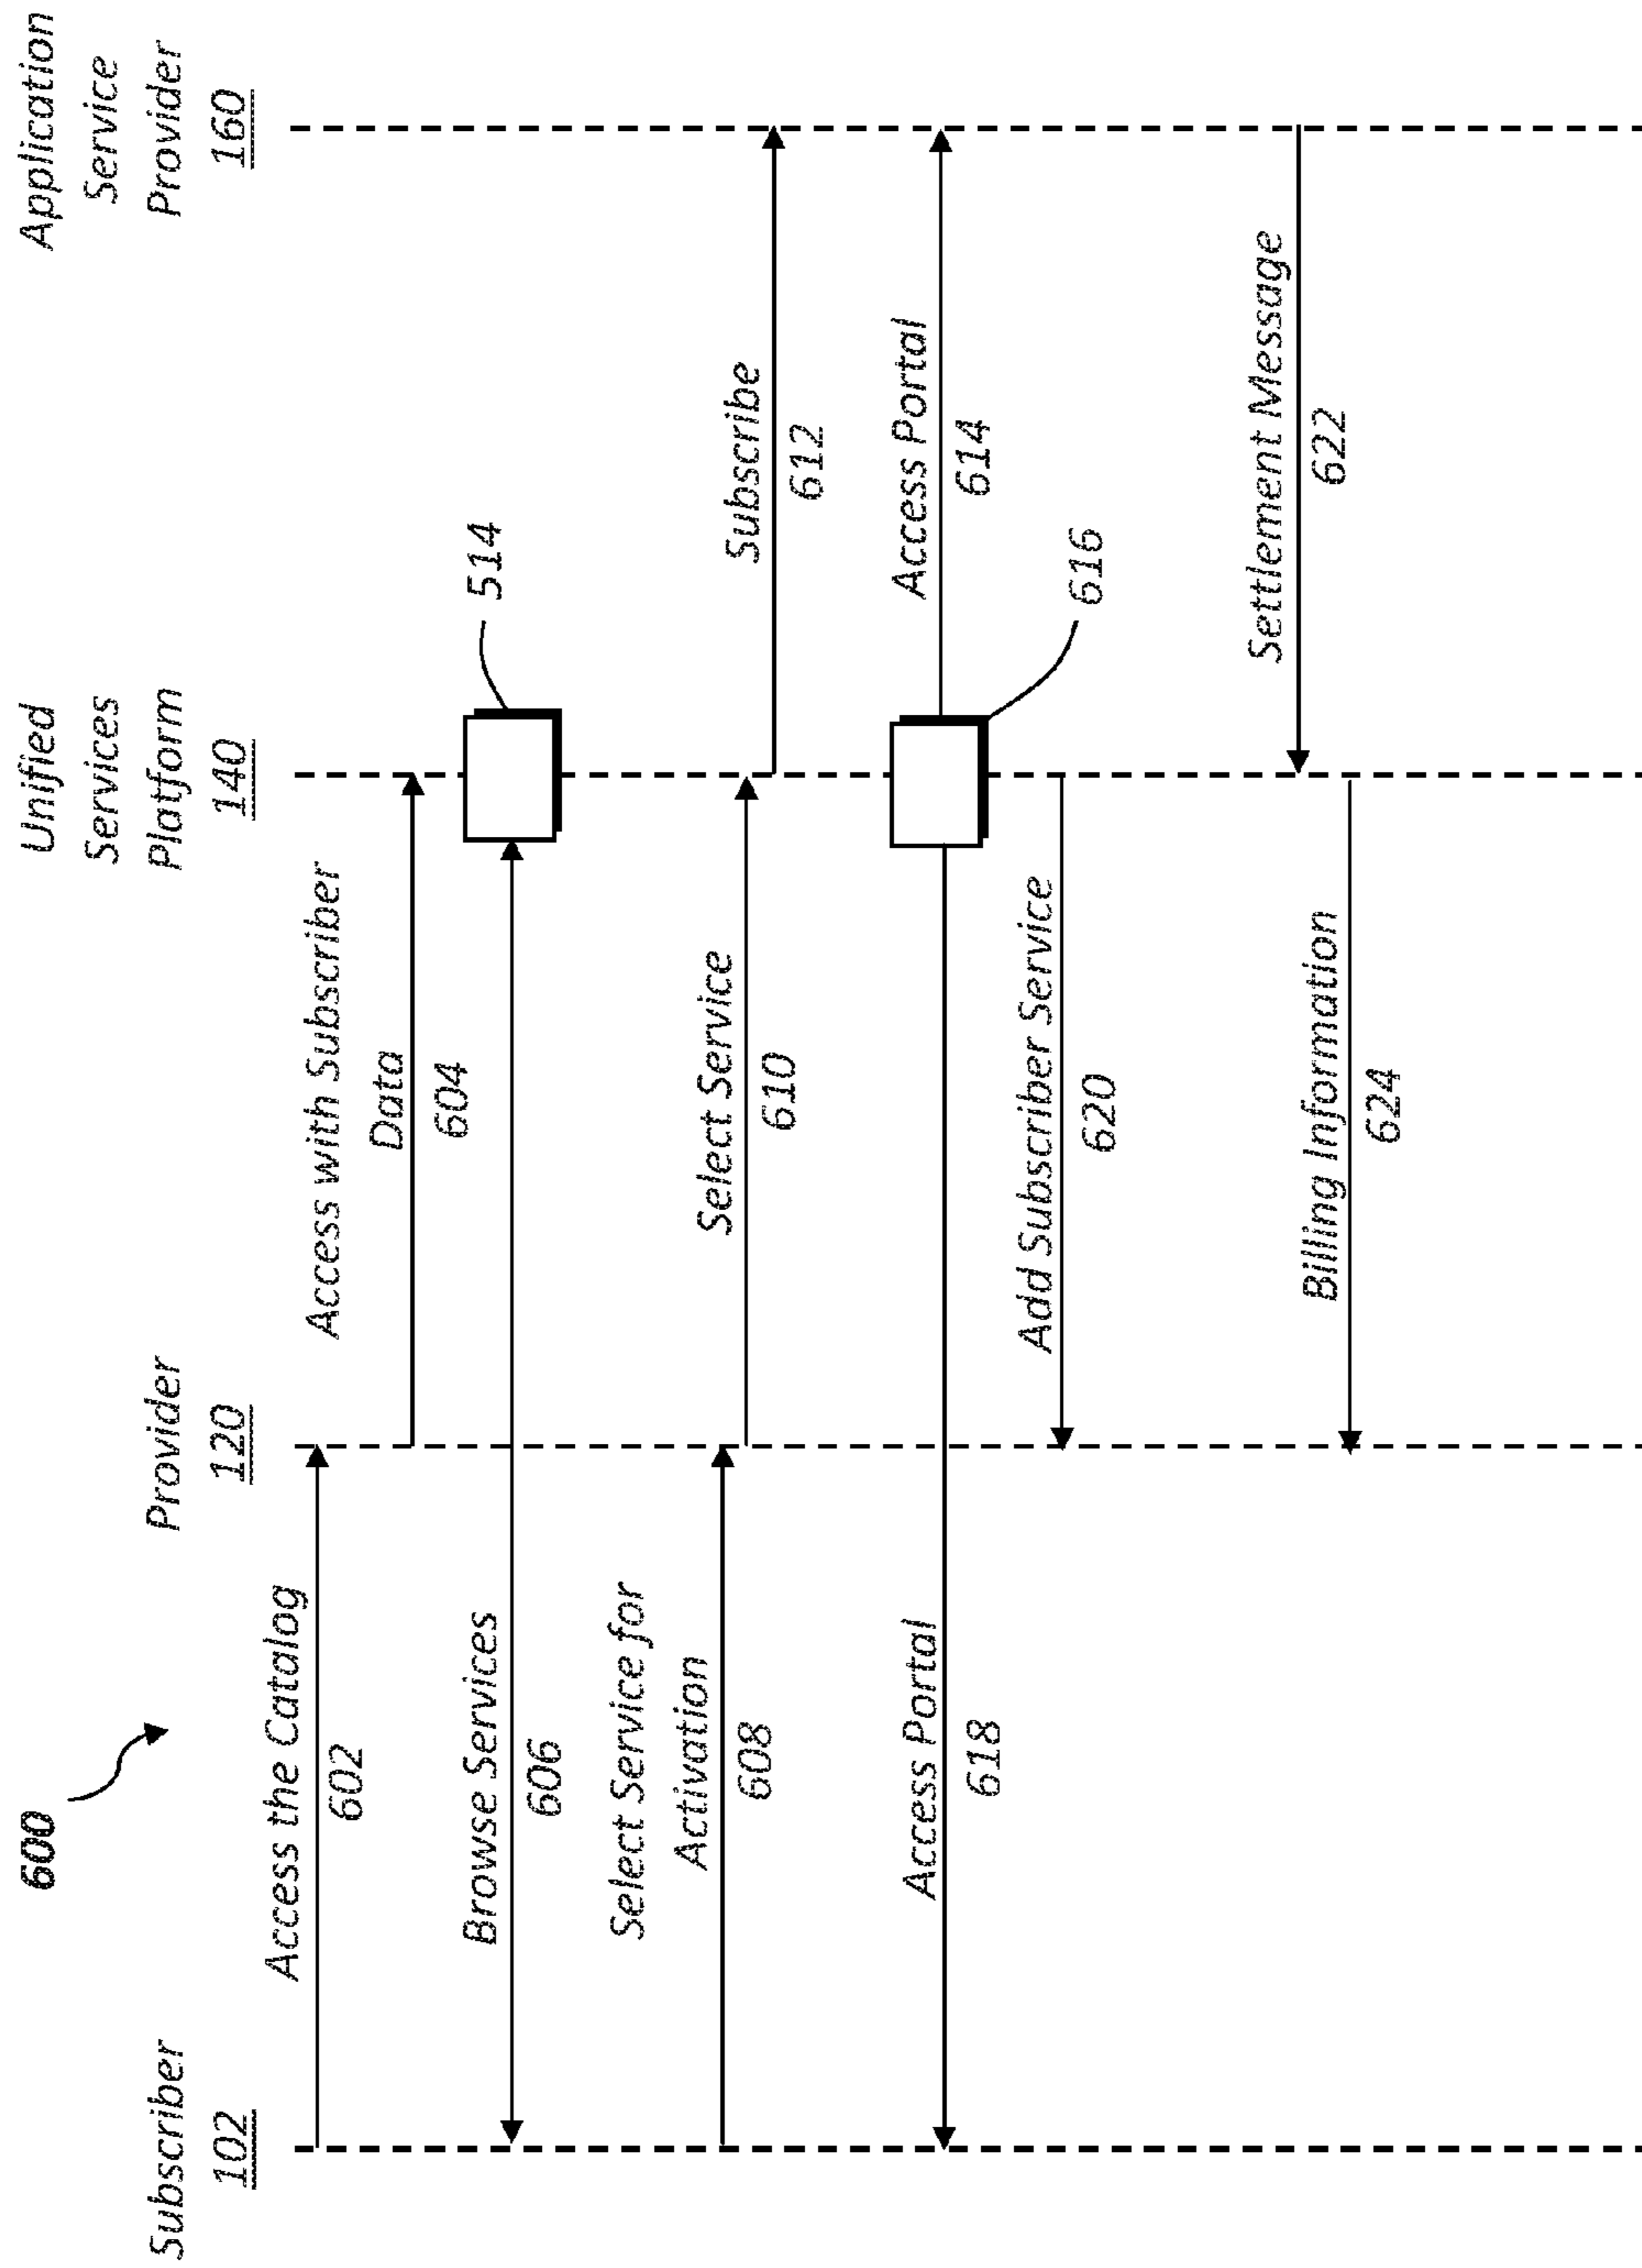 600
Subscriber
102
Provider
120
Unified
Services
Platform
140
Application
Service
Provider
160
Access the Catalog
602
Access with Subscriber
Data
604
Browse Services
606
514
Select Service for
Activation
608
Select Service
610
Subscribe
612
Access Portal
614
616
Access Portal
618
Add Subscriber Service
620
Settlement Message
622
Billing Information
624